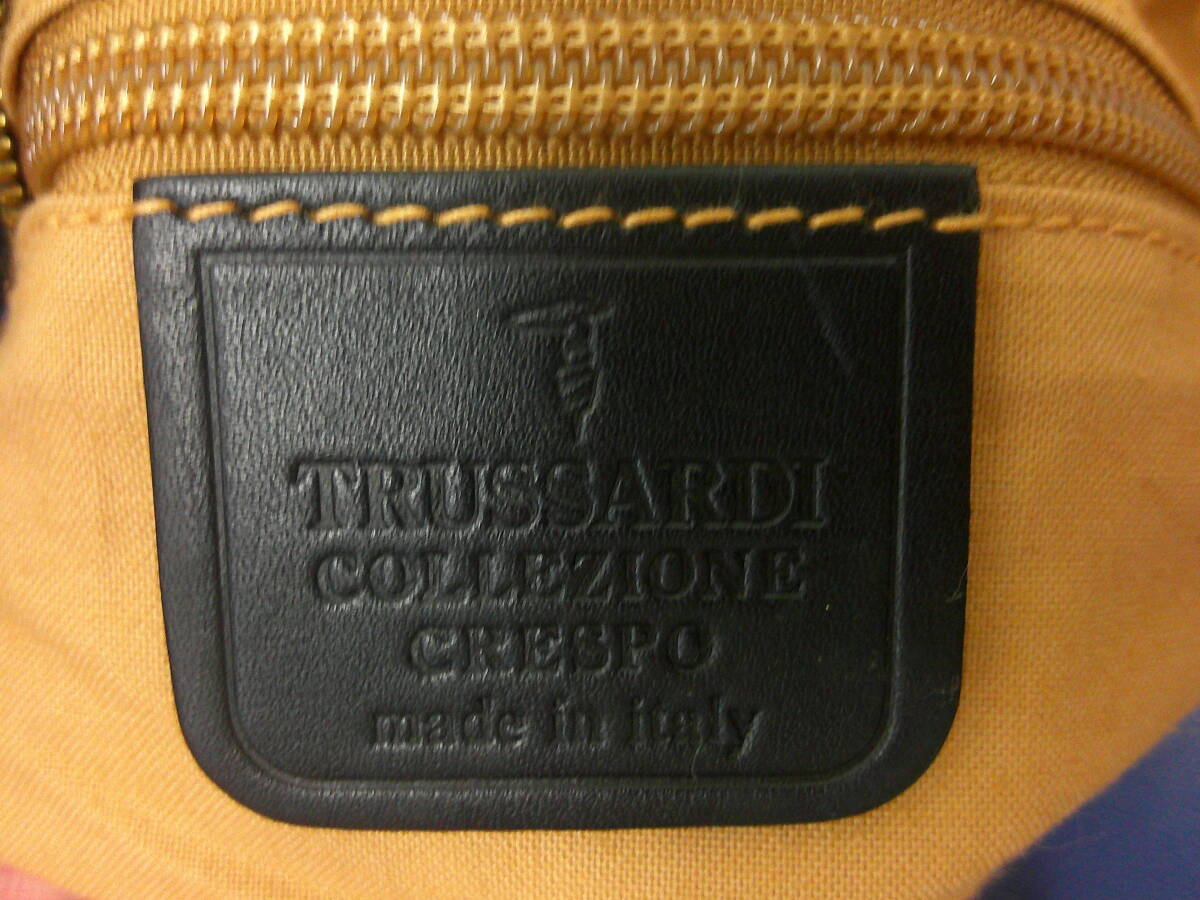 TRUSSARDI
COLLEZIONE
CRESPO
made in italy